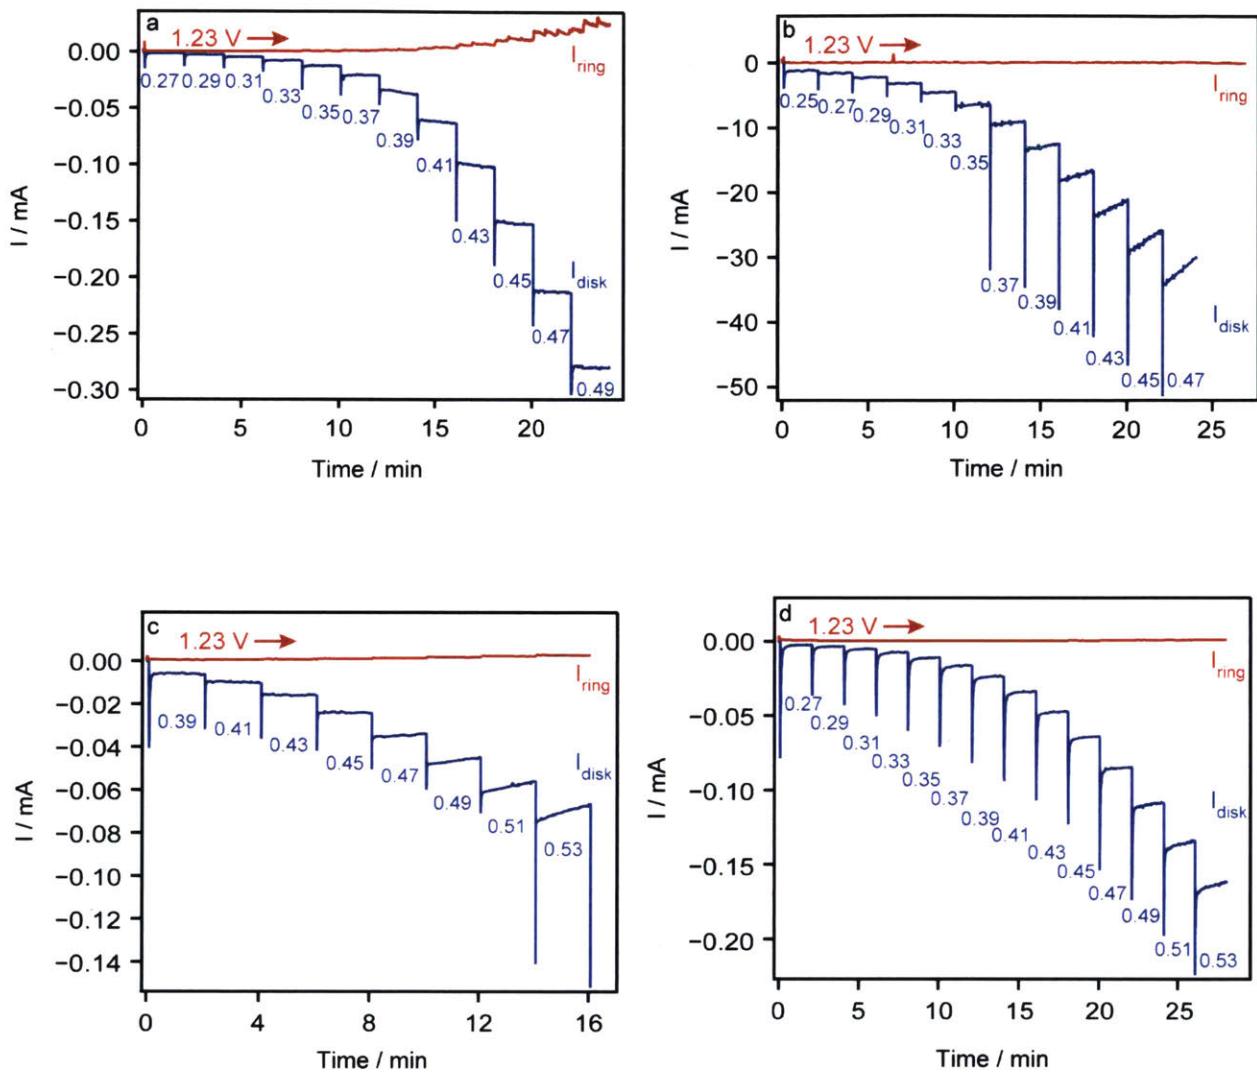 a
1.23 V
I ring
0.00
0.27 0.29 0.31 0.33 0.35 0.37 0.39 0.41 0.43 0.45 0.47 0.49
−0.05
−0.10
−0.15
−0.20
−0.25
−0.30
I disk
I / mA
0 5 10 15 20
Time / min
b
1.23 V
I ring
0
0.25 0.27 0.29 0.31 0.33 0.35 0.37 0.39 0.41 0.43 0.45 0.47
−10
−20
−30
−40
−50
I disk
I / mA
0 5 10 15 20 25
Time / min
c
1.23 V
I ring
0.00
0.39 0.41 0.43 0.45 0.47 0.49 0.51 0.53
−0.02
−0.04
−0.06
−0.08
−0.10
−0.12
−0.14
I disk
I / mA
0 4 8 12 16
Time / min
d
1.23 V
I ring
0.00
0.27 0.29 0.31 0.33 0.35 0.37 0.39 0.41 0.43 0.45 0.47 0.49 0.51 0.53
−0.05
−0.10
−0.15
−0.20
I disk
I / mA
0 5 10 15 20 25
Time / min